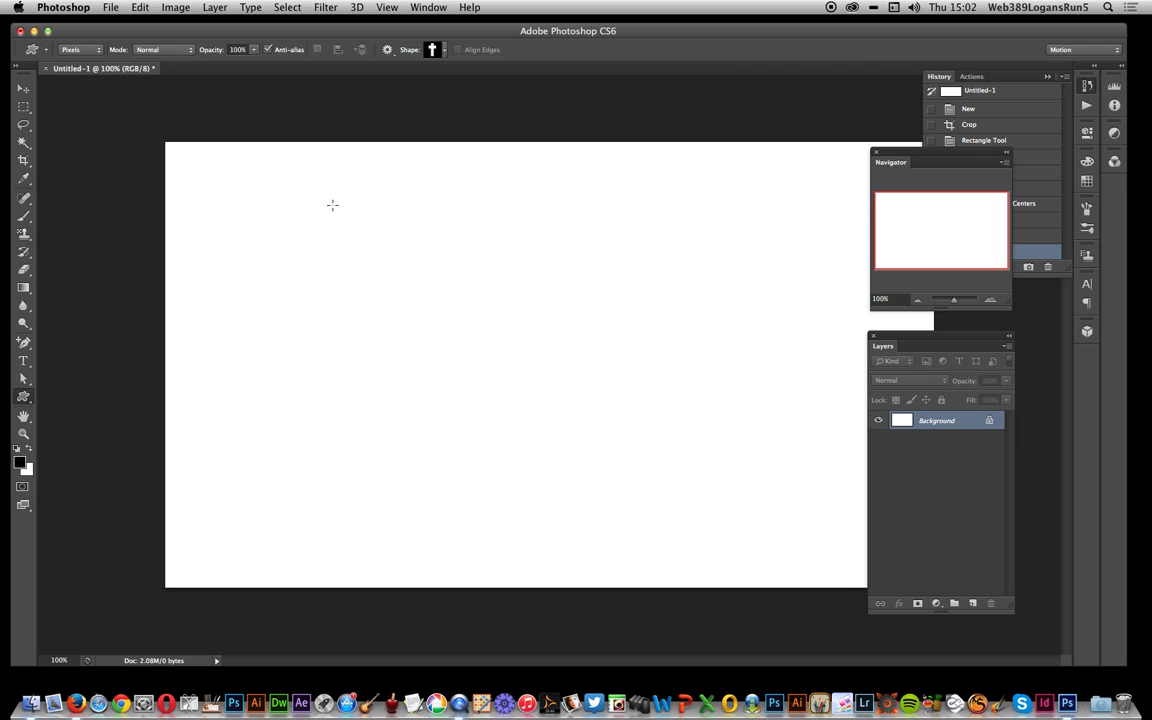 Photoshop File Edit Image Layer Type Select Filter 3D View Window Help Thu 15:02 Web389LogansRun5
Adobe Photoshop CS6
Pixels Mode: Normal Opacity: 100% Anti-alias Shape: Align Edges Motion
Untitled-1 @ 100% (RGB/8) *
History Actions
Untitled-1
New
Crop
Rectangle Tool
Navigator
Centers
100%
Layers
Kind
Normal Opacity: 100%
Lock: Fill: 100%
Background
100% Doc: 2.08M/0 bytes